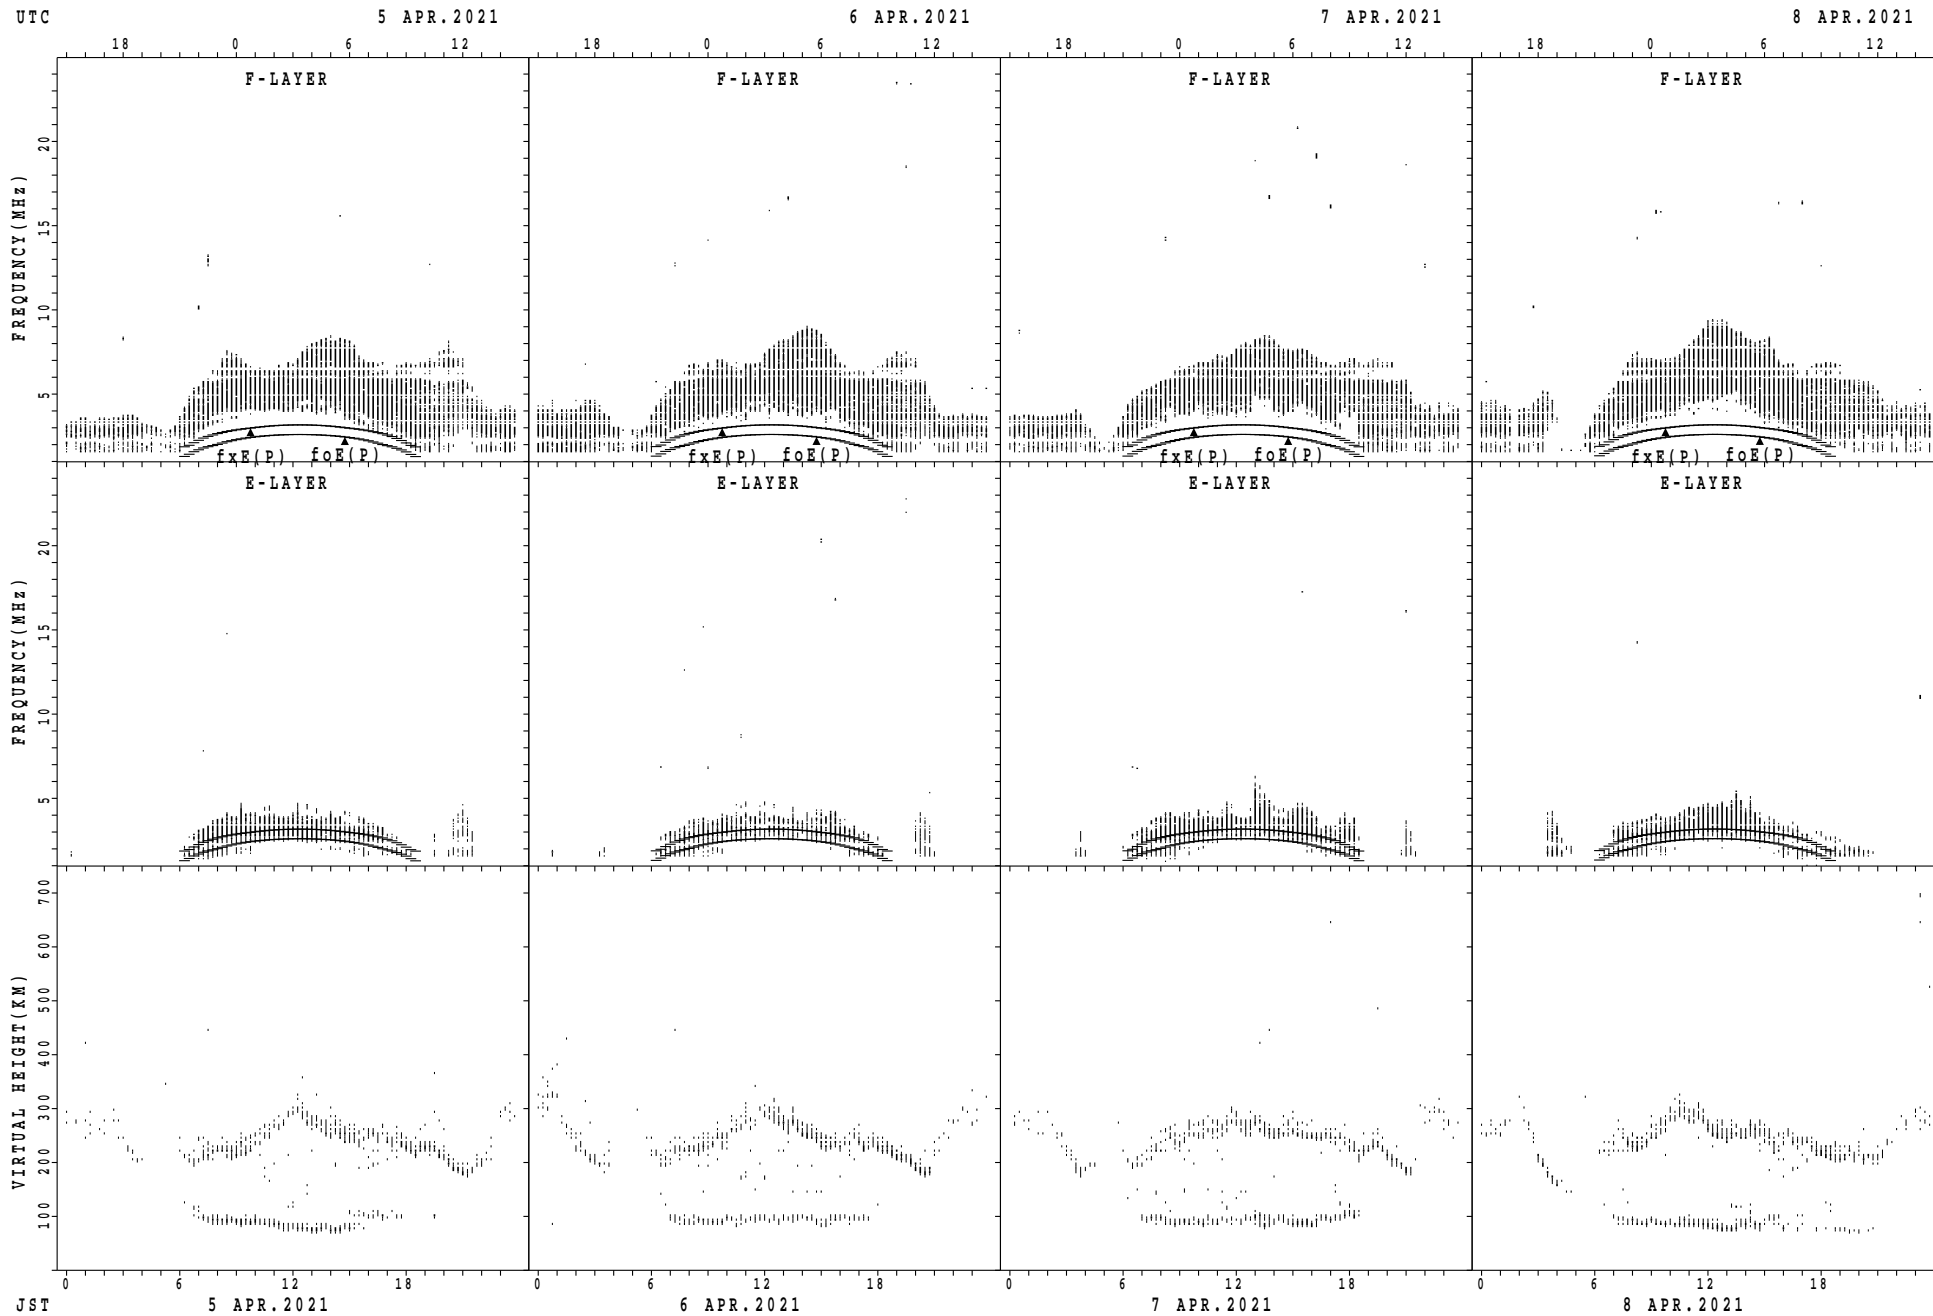 UTC 5 APR.2021 6 APR.2021 7 APR.2021 8 APR.2021
18 0 6 12 18 0 6 12 18 0 6 12 18 0 6 12
F-LAYER F-LAYER F-LAYER F-LAYER
FREQUENCY(MHz)
20
15
10
5
fxE(P) foE(P) fxE(P) foE(P) fxE(P) foE(P) fxE(P) foE(P)
E-LAYER E-LAYER E-LAYER E-LAYER
FREQUENCY(MHz)
20
15
10
5
VIRTUAL HEIGHT(KM)
700
600
500
400
300
200
100
0 6 12 18 0 6 12 18 0 6 12 18 0 6 12 18
JST 5 APR.2021 6 APR.2021 7 APR.2021 8 APR.2021